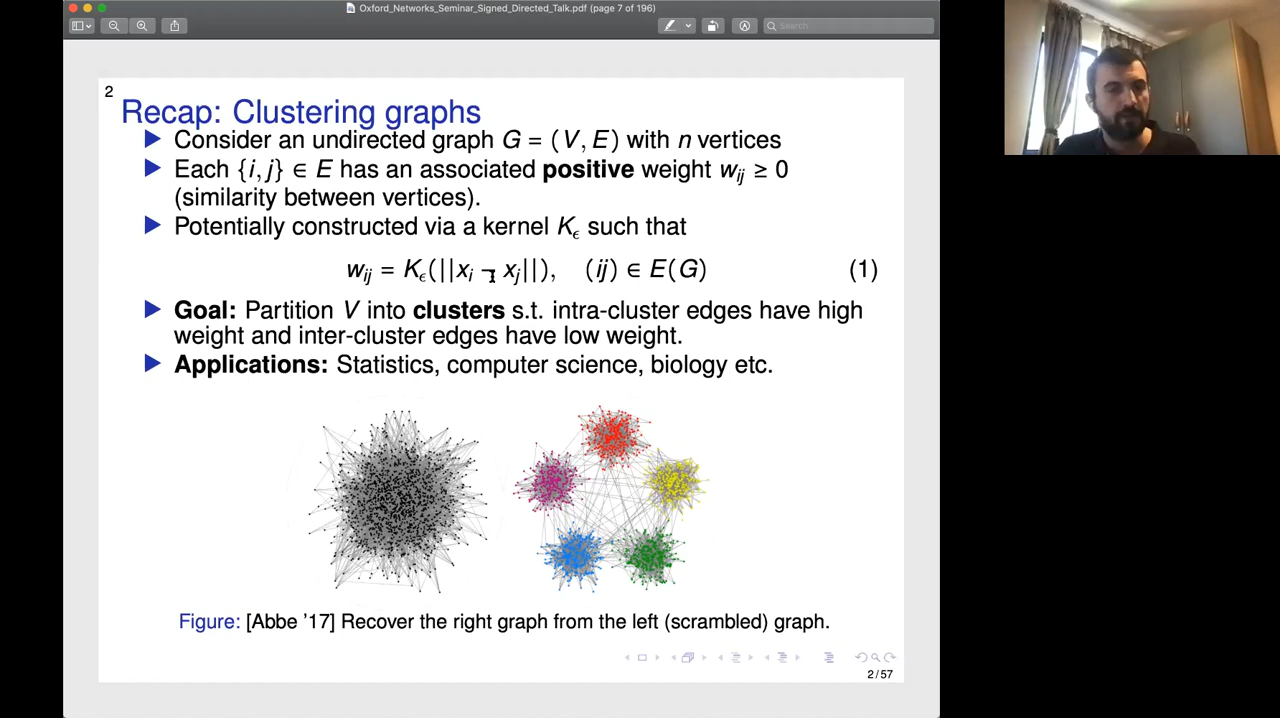 Oxford_Networks_Seminar_Signed_Directed_Talk.pdf (page 7 of 196)
Search
2
Recap: Clustering graphs
Consider an undirected graph G = (V, E) with n vertices
Each {i, j} ∈ E has an associated positive weight w_ij ≥ 0
(similarity between vertices).
Potentially constructed via a kernel K_ϵ such that
w_ij = K_ϵ(||x_i − x_j||), (ij) ∈ E(G) (1)
Goal: Partition V into clusters s.t. intra-cluster edges have high
weight and inter-cluster edges have low weight.
Applications: Statistics, computer science, biology etc.
Figure: [Abbe '17] Recover the right graph from the left (scrambled) graph.
2 / 57